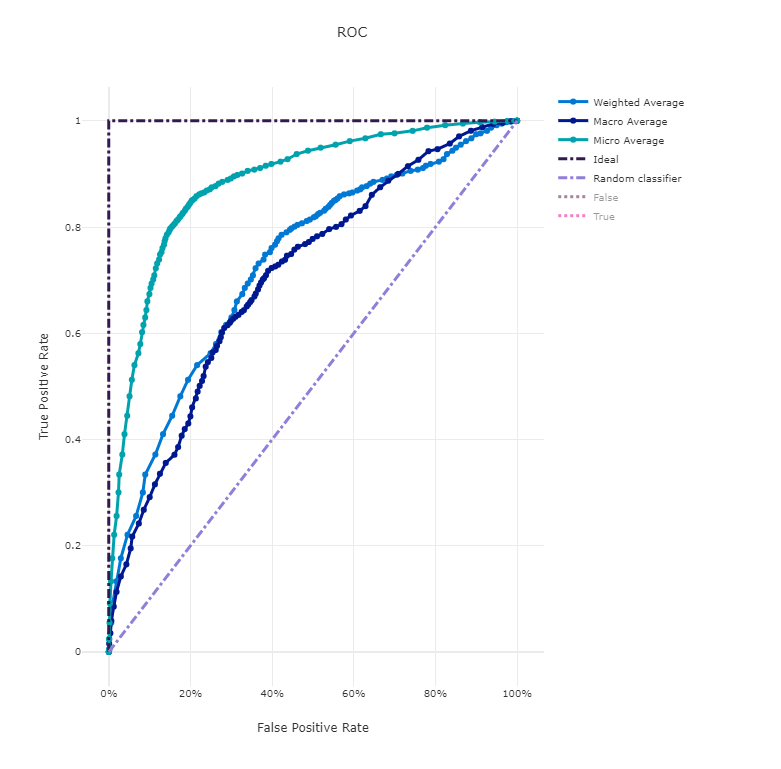 ROC
Weighted Average
Macro Average
Micro Average
Ideal
Random classifier
False
True
1
0.8
0.6
0.4
0.2
0
True Positive Rate
0% 20% 40% 60% 80% 100%
False Positive Rate